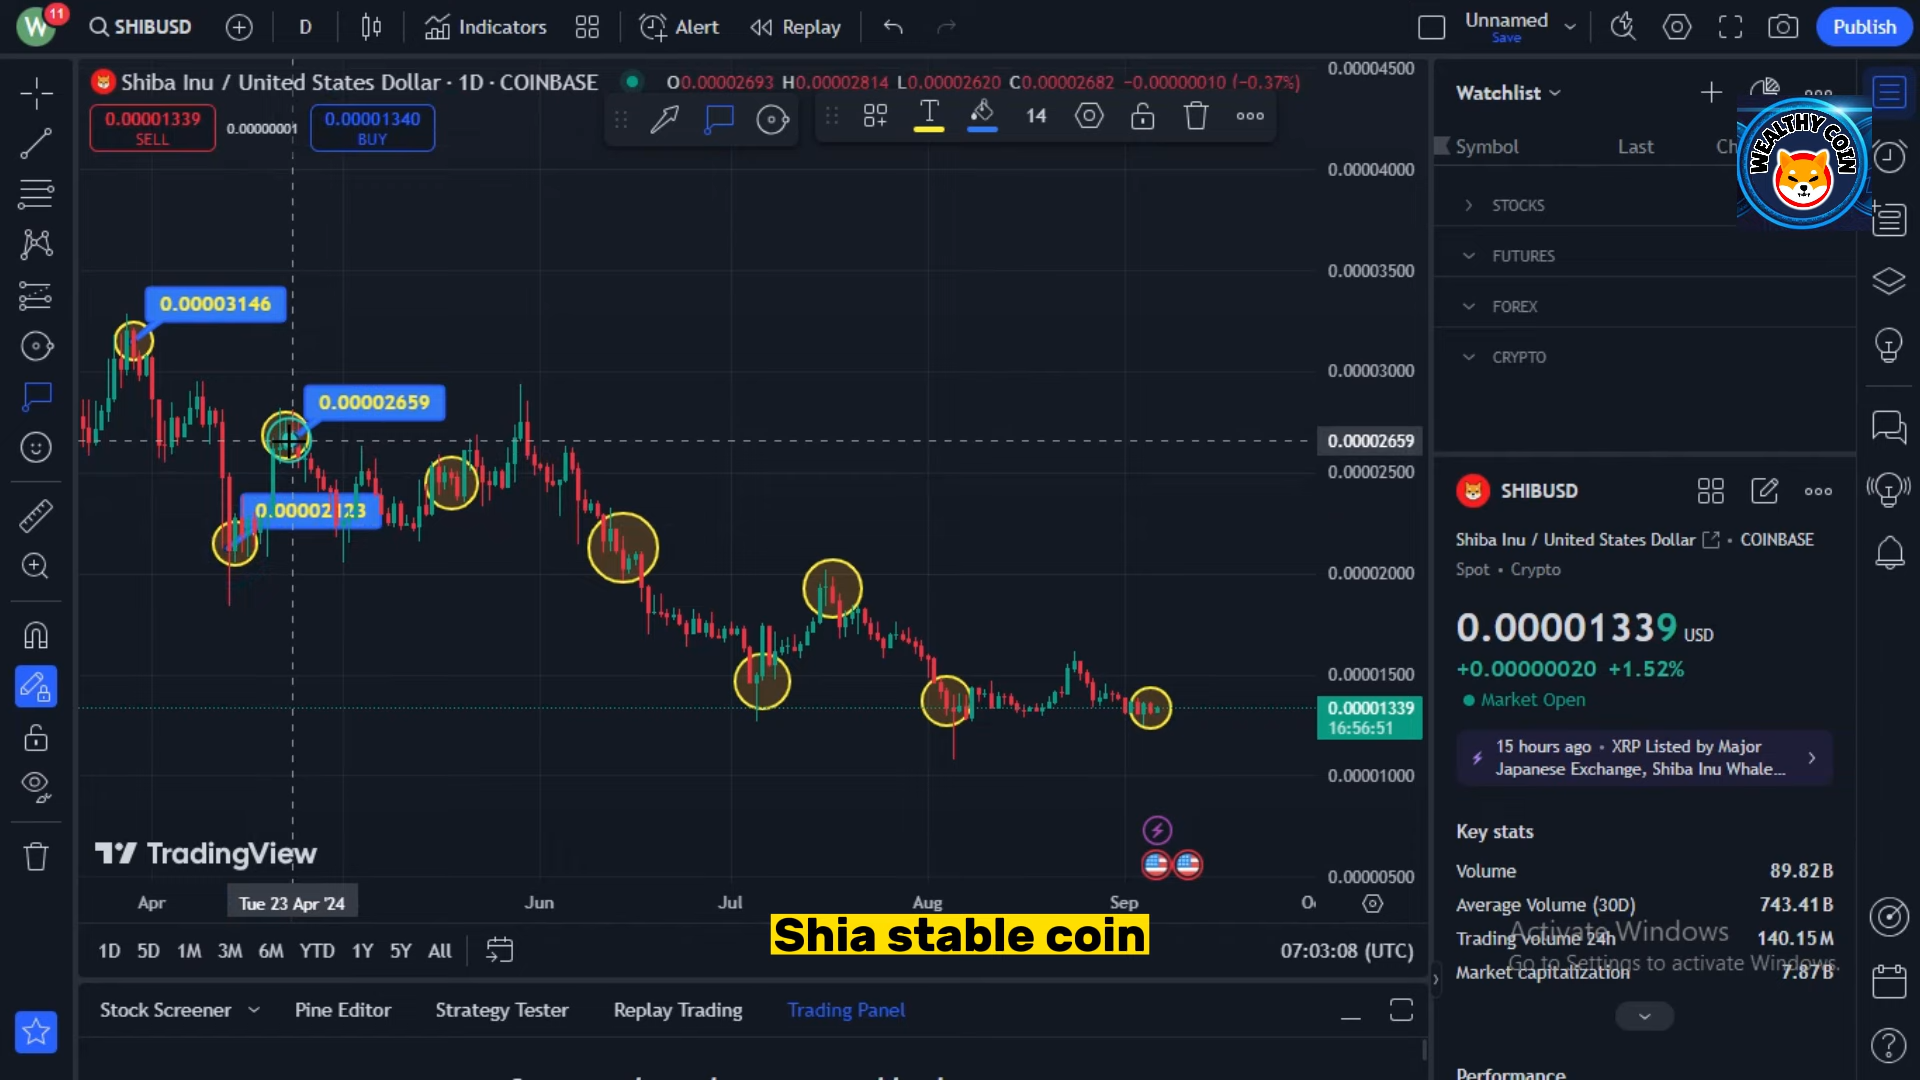 W
11
SHIBUSD
D
Indicators
Alert
Replay
Unnamed
Save
Publish
Shiba Inu / United States Dollar · 1D · COINBASE
O0.00002693 H0.00002814 L0.00002620 C0.00002682 −0.00000010 (−0.37%)
0.00001339
SELL
0.00000001
0.00001340
BUY
T
14
0.00004500
0.00004000
0.00003500
0.00003000
0.00002659
0.00002500
0.00002000
0.00001500
0.00001339
16:56:51
0.00001000
0.00000500
0.00003146
0.00002659
0.00002123
TradingView
Apr
Tue 23 Apr '24
Jun
Jul
Aug
Sep
1D 5D 1M 3M 6M YTD 1Y 5Y All
Shia stable coin
07:03:08 (UTC)
Stock Screener
Pine Editor
Strategy Tester
Replay Trading
Trading Panel
Watchlist
WEALTHY COIN
Symbol
Last
Ch
STOCKS
FUTURES
FOREX
CRYPTO
SHIBUSD
Shiba Inu / United States Dollar • COINBASE
Spot • Crypto
0.00001339 USD
+0.00000020 +1.52%
Market Open
15 hours ago • XRP Listed by Major
Japanese Exchange, Shiba Inu Whale...
Key stats
Volume 89.82B
Average Volume (30D) 743.41B
Trading Volume 24h 140.15M
Market capitalization 7.87B
Activate Windows
Go to Settings to activate Windows.
Performance